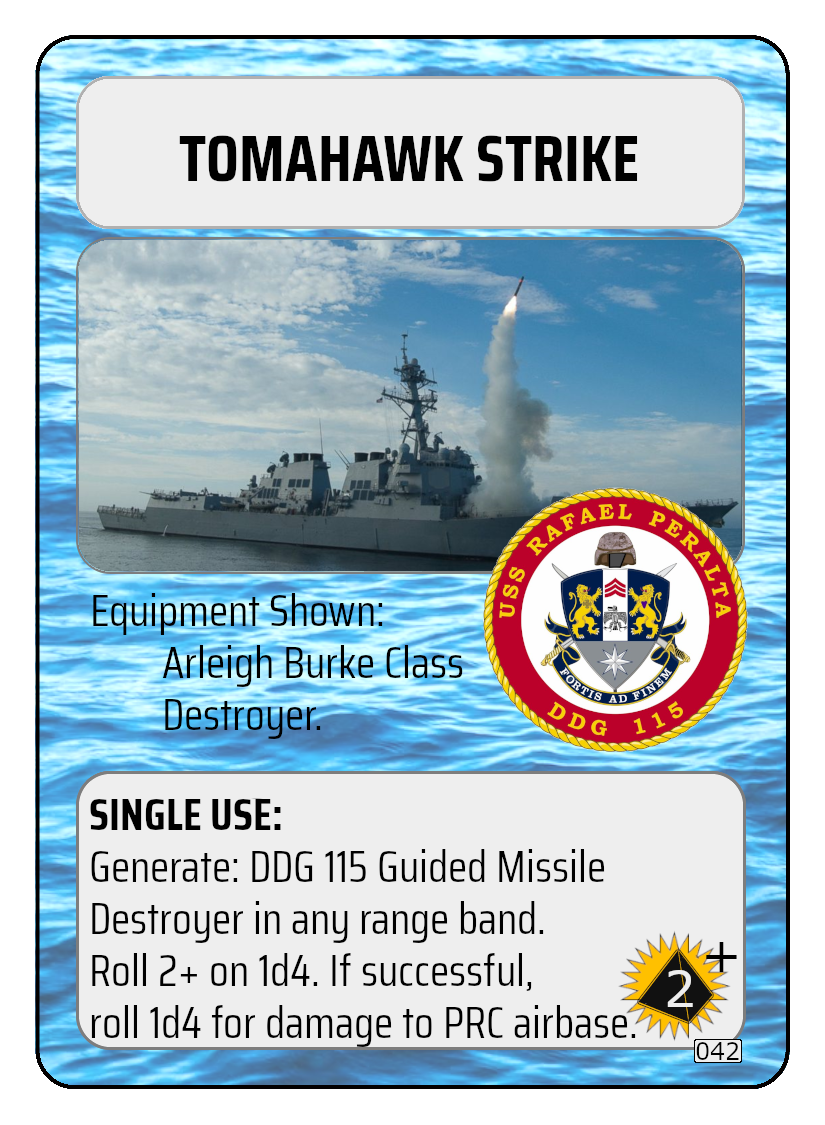 TOMAHAWK STRIKE
USS RAFAEL PERALTA
FORTIS AD FINEM
DDG 115
Equipment Shown:
Arleigh Burke Class
Destroyer.
SINGLE USE:
Generate: DDG 115 Guided Missile
Destroyer in any range band.
Roll 2+ on 1d4. If successful,
roll 1d4 for damage to PRC airbase.
2+
042